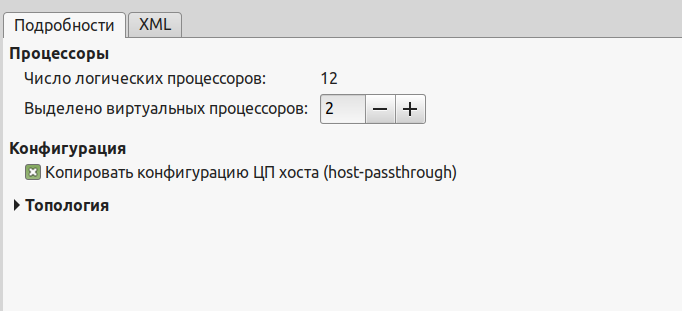 Подробности XML
Процессоры
Число логических процессоров: 12
Выделено виртуальных процессоров: 2
Конфигурация
Копировать конфигурацию ЦП хоста (host-passthrough)
Топология